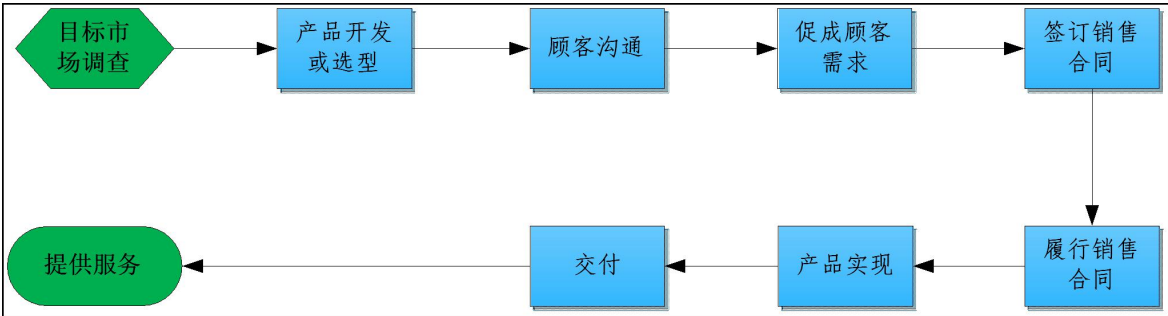 目标市
场调查
产品开发
或选型
顾客沟通
促成顾客
需求
签订销售
合同
履行销售
合同
产品实现
交付
提供服务